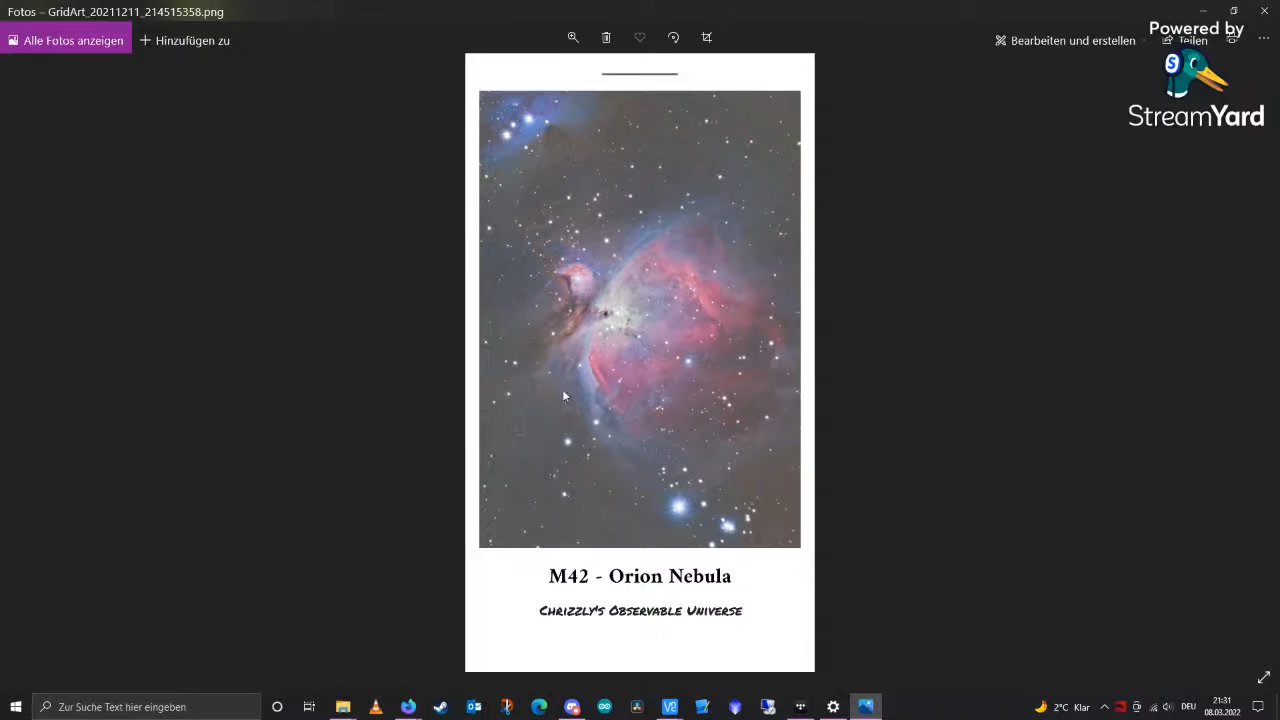 Fotos – GridArt_20211211_214515358.png
Alle Fotos anzeigen
Hinzufügen zu
Bearbeiten und erstellen
Teilen
Powered by
S
StreamYard
M42 - Orion Nebula
Chrizzly's Observable Universe
Zur Suche Text hier eingeben
2°C Klar
21:31
08.03.2022